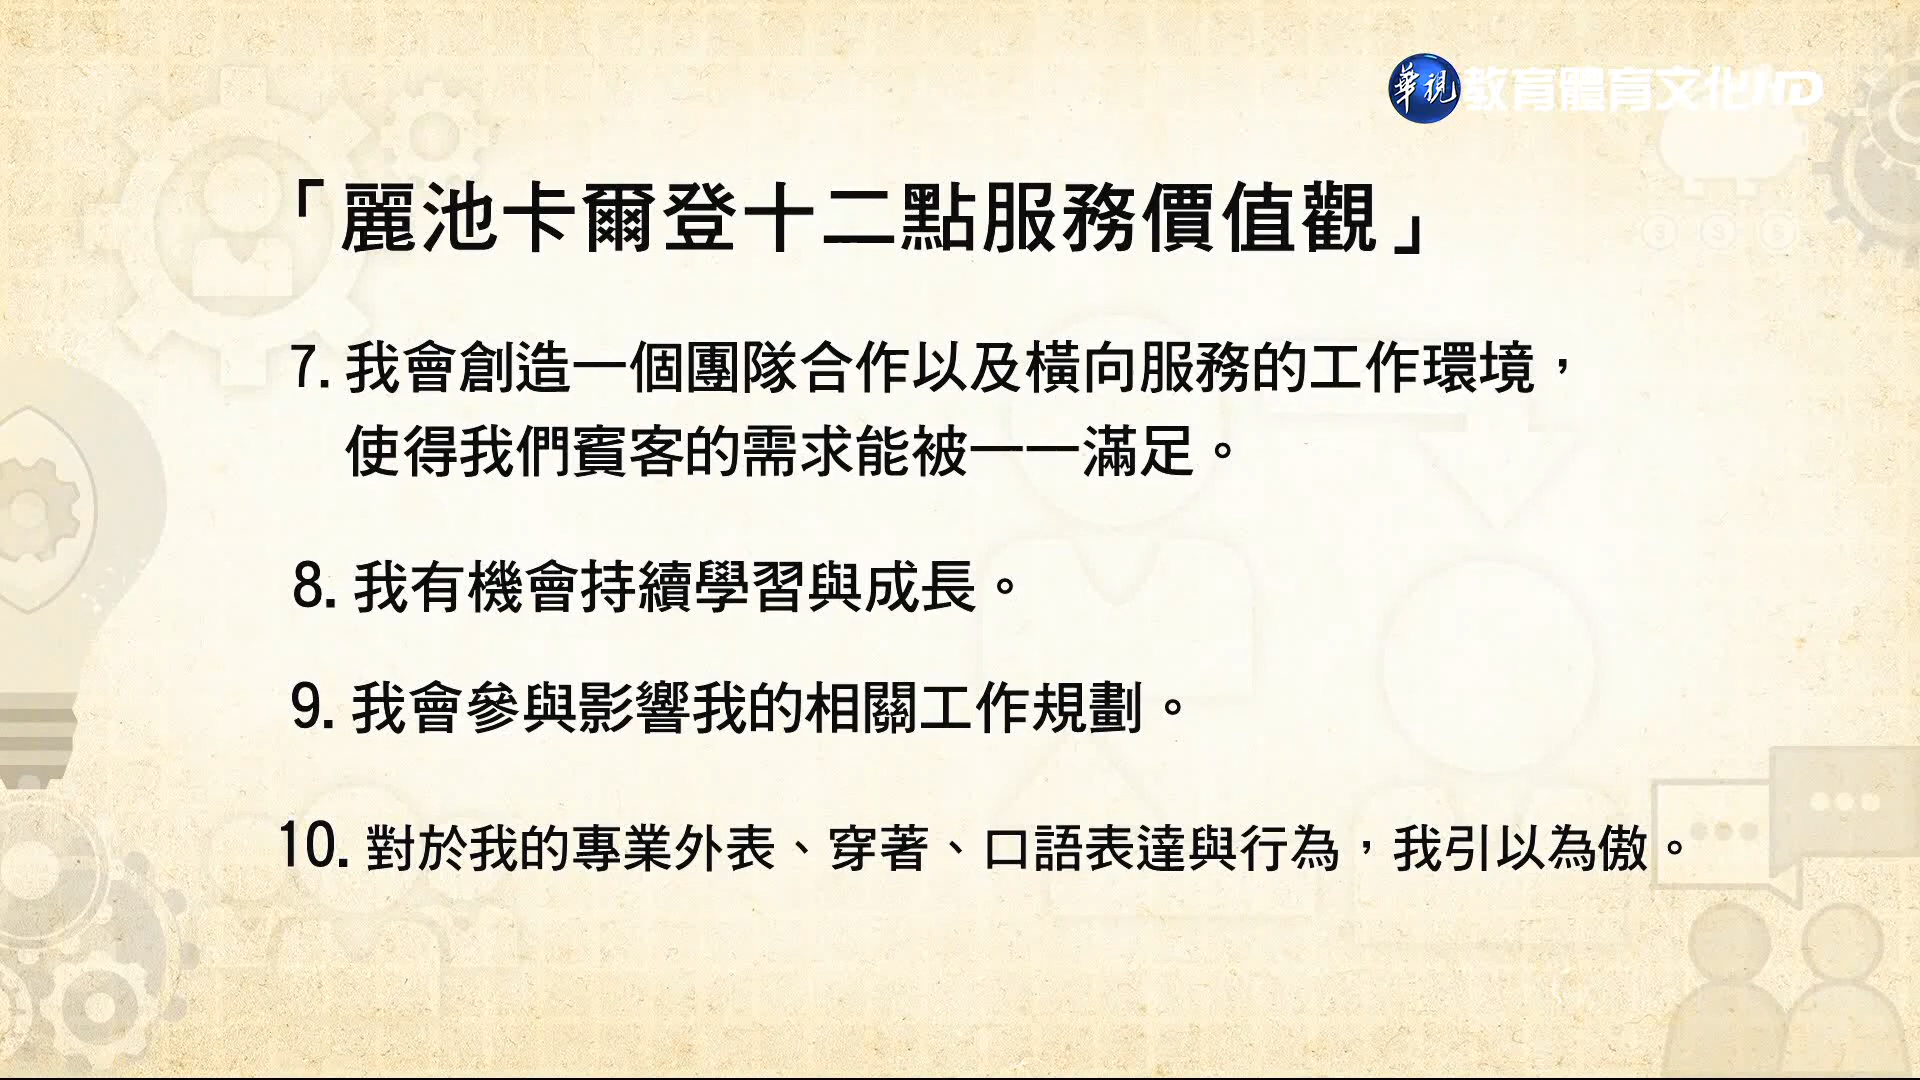 華視 教育體育文化HD
「麗池卡爾登十二點服務價值觀」
7. 我會創造一個團隊合作以及橫向服務的工作環境，
使得我們賓客的需求能被一一滿足。
8. 我有機會持續學習與成長。
9. 我會參與影響我的相關工作規劃。
10. 對於我的專業外表、穿著、口語表達與行為，我引以為傲。